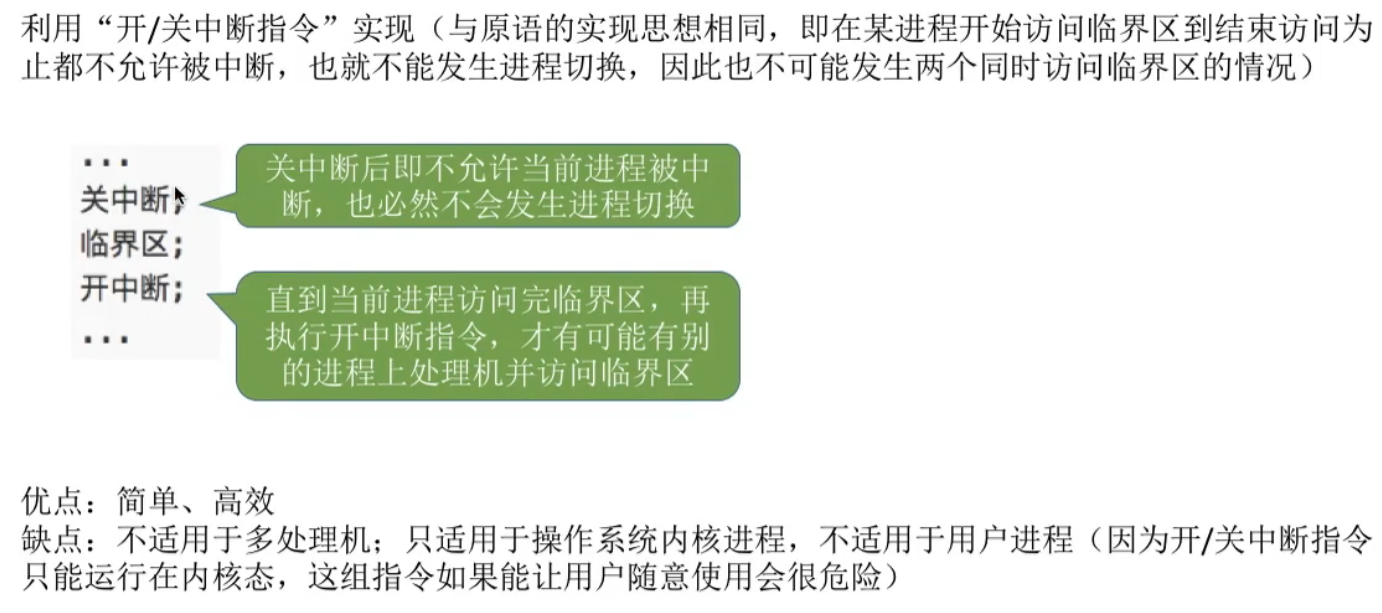 利用“开/关中断指令”实现（与原语的实现思想相同，即在某进程开始访问临界区到结束访问为
止都不允许被中断，也就不能发生进程切换，因此也不可能发生两个同时访问临界区的情况）
...
关中断;
临界区;
开中断;
...
关中断后即不允许当前进程被中
断，也必然不会发生进程切换
直到当前进程访问完临界区，再
执行开中断指令，才有可能有别
的进程上处理机并访问临界区
优点：简单、高效
缺点：不适用于多处理机；只适用于操作系统内核进程，不适用于用户进程（因为开/关中断指令
只能运行在内核态，这组指令如果能让用户随意使用会很危险）